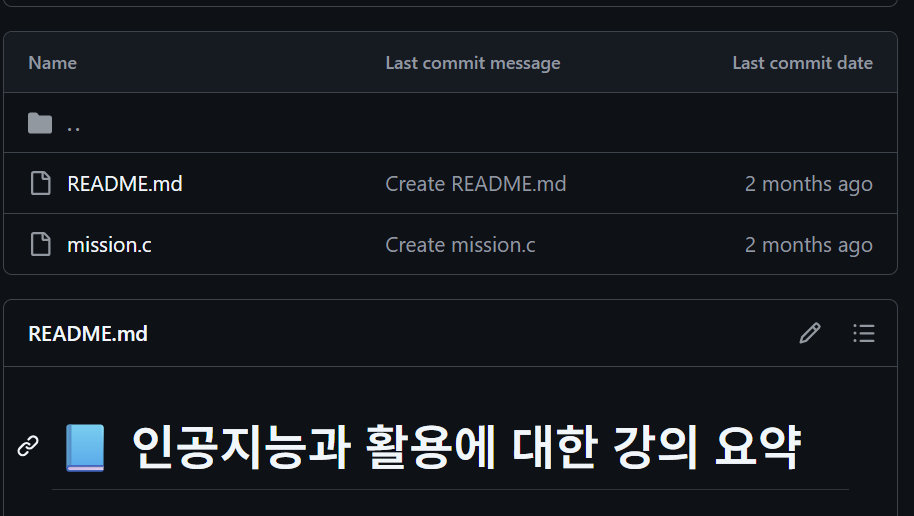 Name Last commit message Last commit date
..
README.md Create README.md 2 months ago
mission.c Create mission.c 2 months ago
README.md
📘 인공지능과 활용에 대한 강의 요약